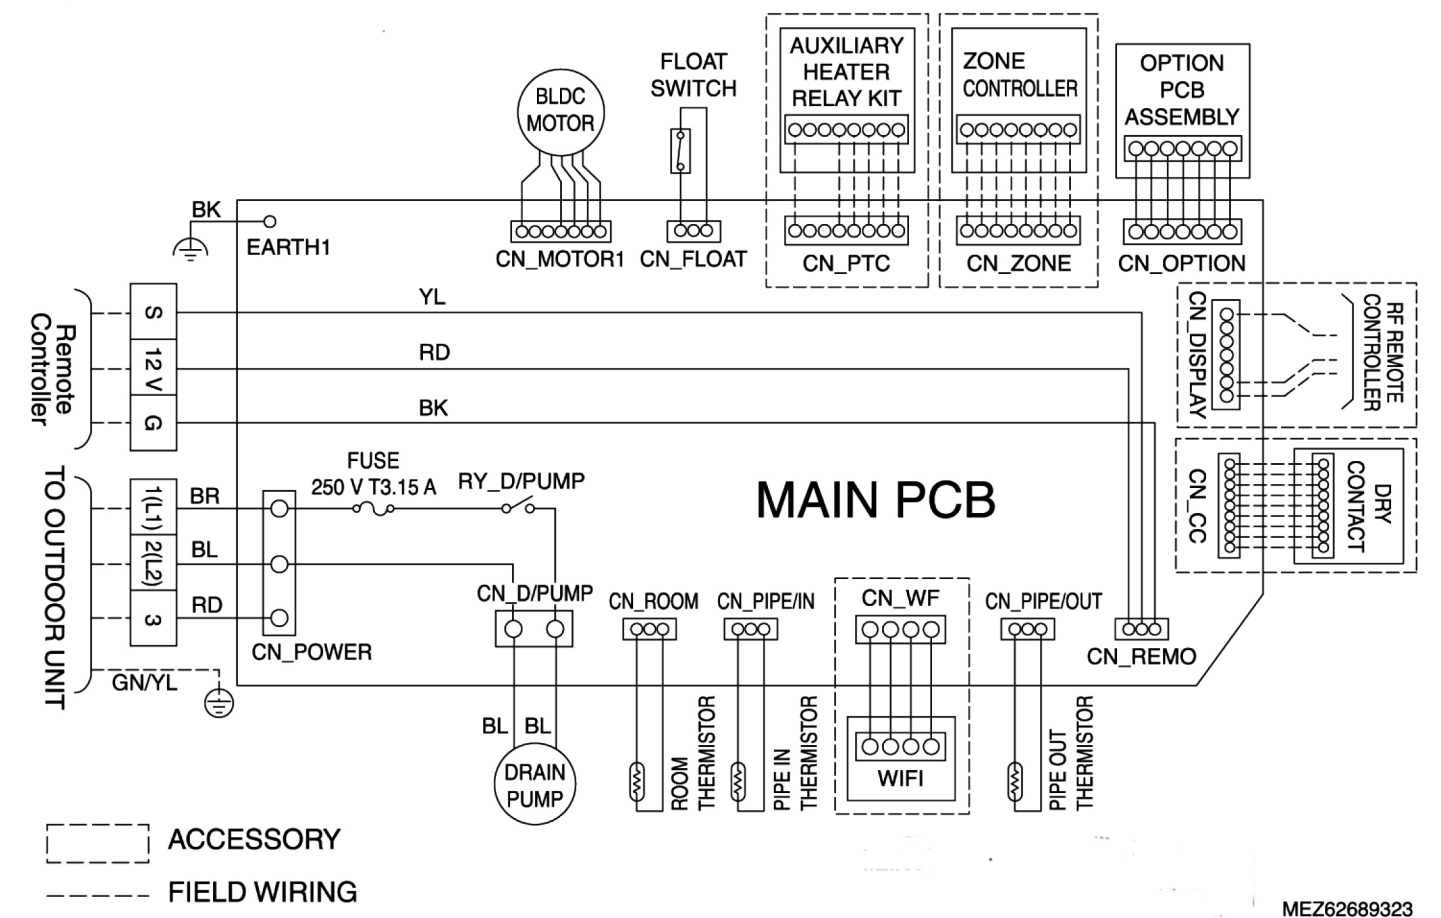 BLDC
MOTOR
FLOAT
SWITCH
AUXILIARY
HEATER
RELAY KIT
ZONE
CONTROLLER
OPTION
PCB
ASSEMBLY
BK
EARTH1
CN_MOTOR1
CN_FLOAT
CN_PTC
CN_ZONE
CN_OPTION
Remote
Controller
S
12 V
G
YL
RD
BK
CN_DISPLAY
RF REMOTE
CONTROLLER
TO OUTDOOR UNIT
1(L1)
2(L2)
3
BR
BL
RD
GN/YL
CN_POWER
FUSE
250 V T3.15 A
RY_D/PUMP
MAIN PCB
CN_CC
DRY
CONTACT
CN_D/PUMP
CN_ROOM
CN_PIPE/IN
CN_WF
CN_PIPE/OUT
CN_REMO
BL
BL
DRAIN
PUMP
ROOM
THERMISTOR
PIPE IN
THERMISTOR
WIFI
PIPE OUT
THERMISTOR
ACCESSORY
FIELD WIRING
MEZ62689323